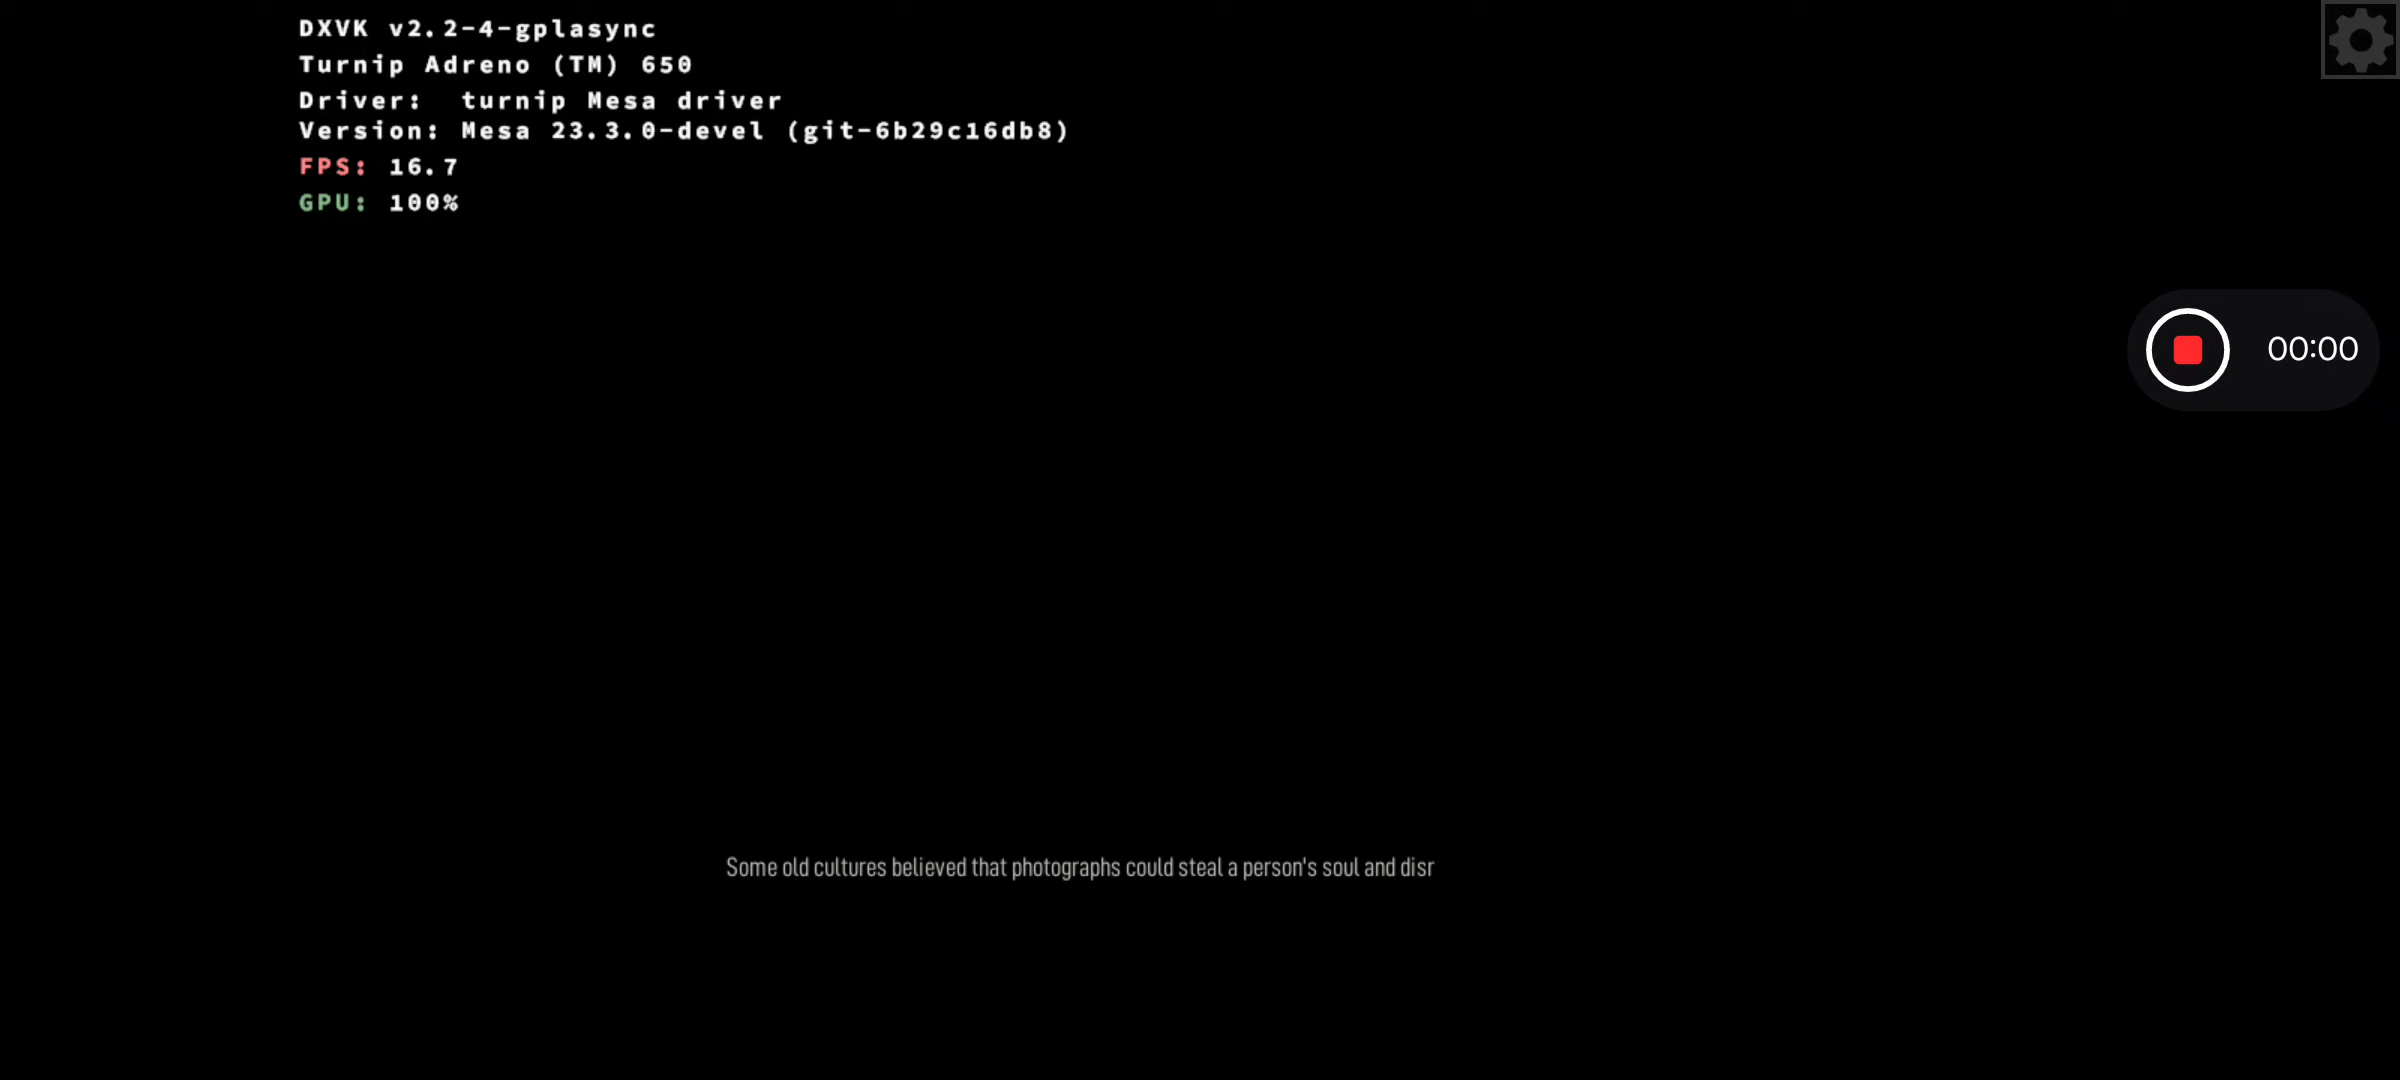 DXVK v2.2-4-gplasync
Turnip Adreno (TM) 650
Driver:  turnip Mesa driver
Version: Mesa 23.3.0-devel (git-6b29c16db8)
FPS: 16.7
GPU: 100%
00:00
Some old cultures believed that photographs could steal a person's soul and disr